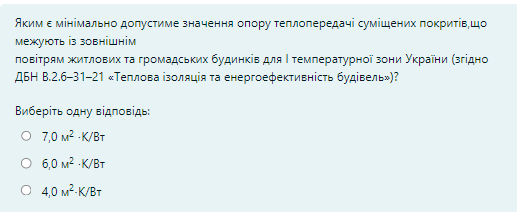 Яким є мінімально допустиме значення опору теплопередачі суміщених покритів,що
межують із зовнішнім
повітрям житлових та громадських будинків для І температурної зони України (згідно
ДБН В.2.6–31–21 «Теплова ізоляція та енергоефективність будівель»)?
Виберіть одну відповідь:
7,0 м² ·К/Вт
6,0 м² ·К/Вт
4,0 м²·К/Вт